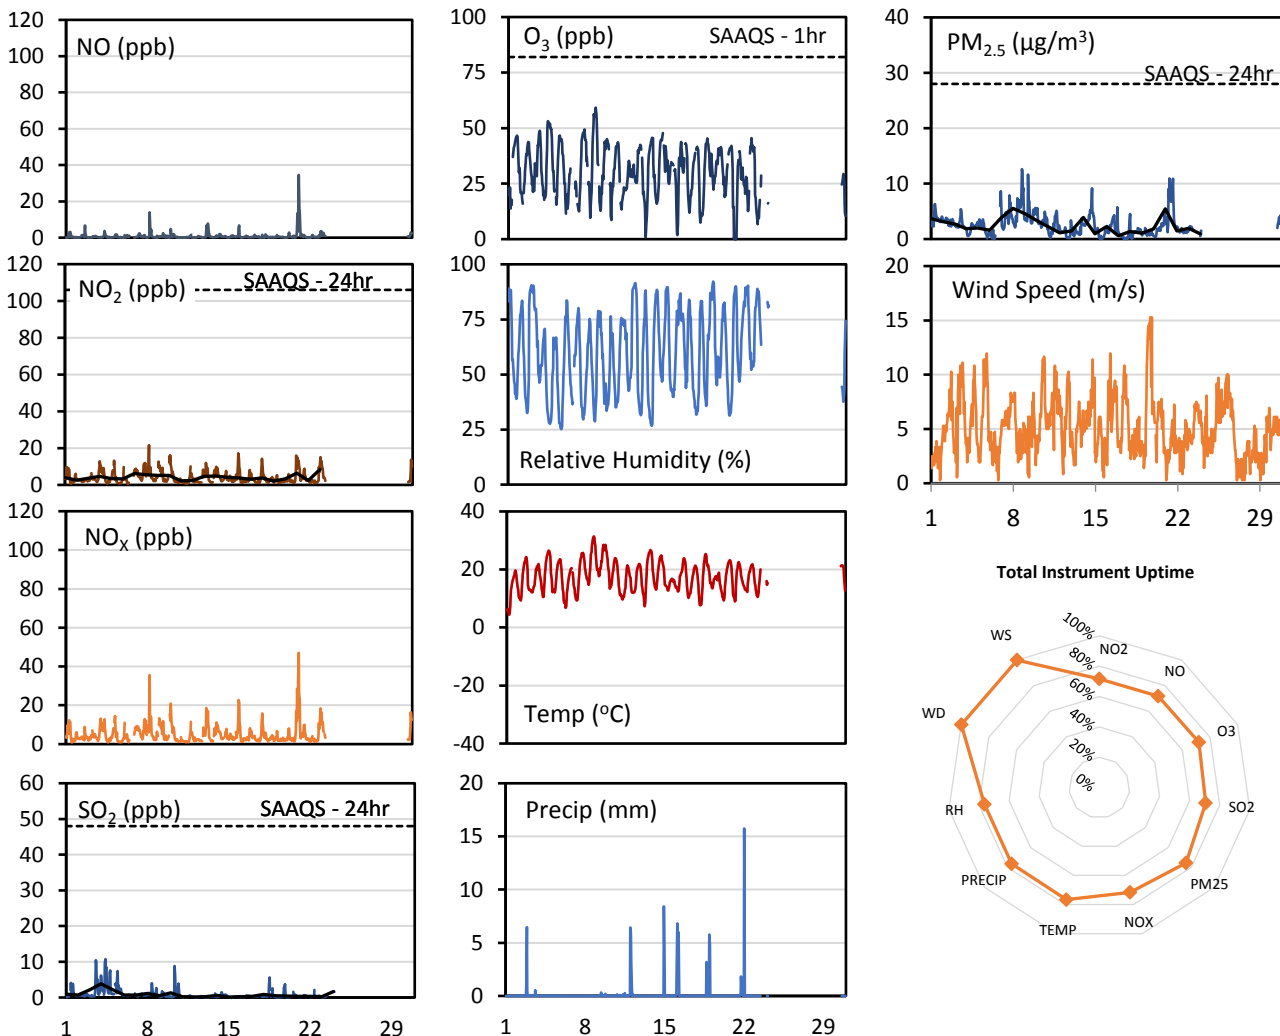 NO (ppb)
120
100
80
60
40
20
0
NO₂ (ppb)
SAAQS - 24hr
120
100
80
60
40
20
0
NOₓ (ppb)
120
100
80
60
40
20
0
SO₂ (ppb)
SAAQS - 24hr
60
50
40
30
20
10
0
1 8 15 22 29
O₃ (ppb)
SAAQS - 1hr
100
75
50
25
0
100
75
50
25
0
Relative Humidity (%)
40
20
0
-20
-40
Temp (°C)
Precip (mm)
20
15
10
5
0
1 8 15 22 29
PM₂.₅ (µg/m³)
SAAQS - 24hr
40
30
20
10
0
Wind Speed (m/s)
20
15
10
5
0
1 8 15 22 29
Total Instrument Uptime
100%
80%
60%
40%
20%
0%
NO2
NO
O3
SO2
PM25
NOX
TEMP
PRECIP
RH
WD
WS